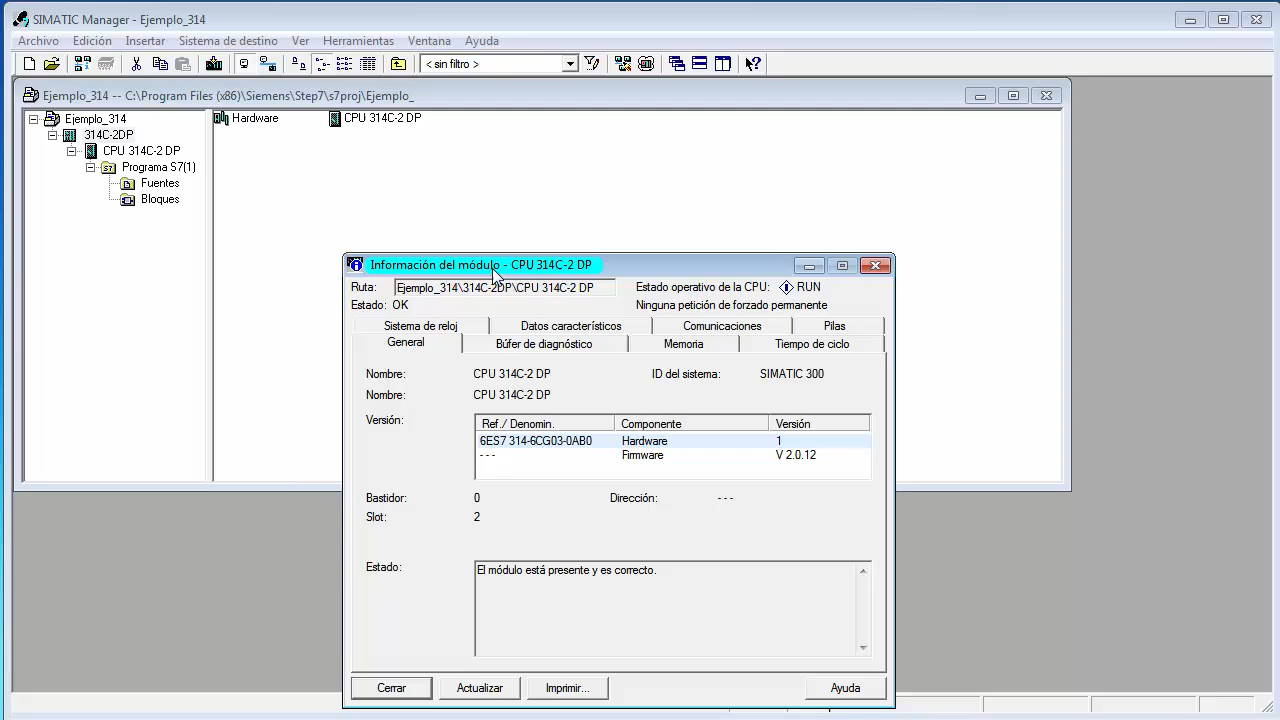 SIMATIC Manager - Ejemplo_314
Archivo Edición Insertar Sistema de destino Ver Herramientas Ventana Ayuda
< sin filtro >
Ejemplo_314 -- C:\Program Files (x86)\Siemens\Step7\s7proj\Ejemplo_
Ejemplo_314
314C-2DP
CPU 314C-2 DP
Programa S7(1)
Fuentes
Bloques
Hardware CPU 314C-2 DP
Información del módulo - CPU 314C-2 DP
Ruta: Ejemplo_314\314C-2DP\CPU 314C-2 DP Estado operativo de la CPU: RUN
Estado: OK Ninguna petición de forzado permanente
Sistema de reloj Datos característicos Comunicaciones Pilas
General Búfer de diagnóstico Memoria Tiempo de ciclo
Nombre: CPU 314C-2 DP ID del sistema: SIMATIC 300
Nombre: CPU 314C-2 DP
Versión:
Ref./ Denomin. Componente Versión
6ES7 314-6CG03-0AB0 Hardware 1
- - - Firmware V 2.0.12
Bastidor: 0 Dirección: - - -
Slot: 2
Estado: El módulo está presente y es correcto.
Cerrar Actualizar Imprimir... Ayuda